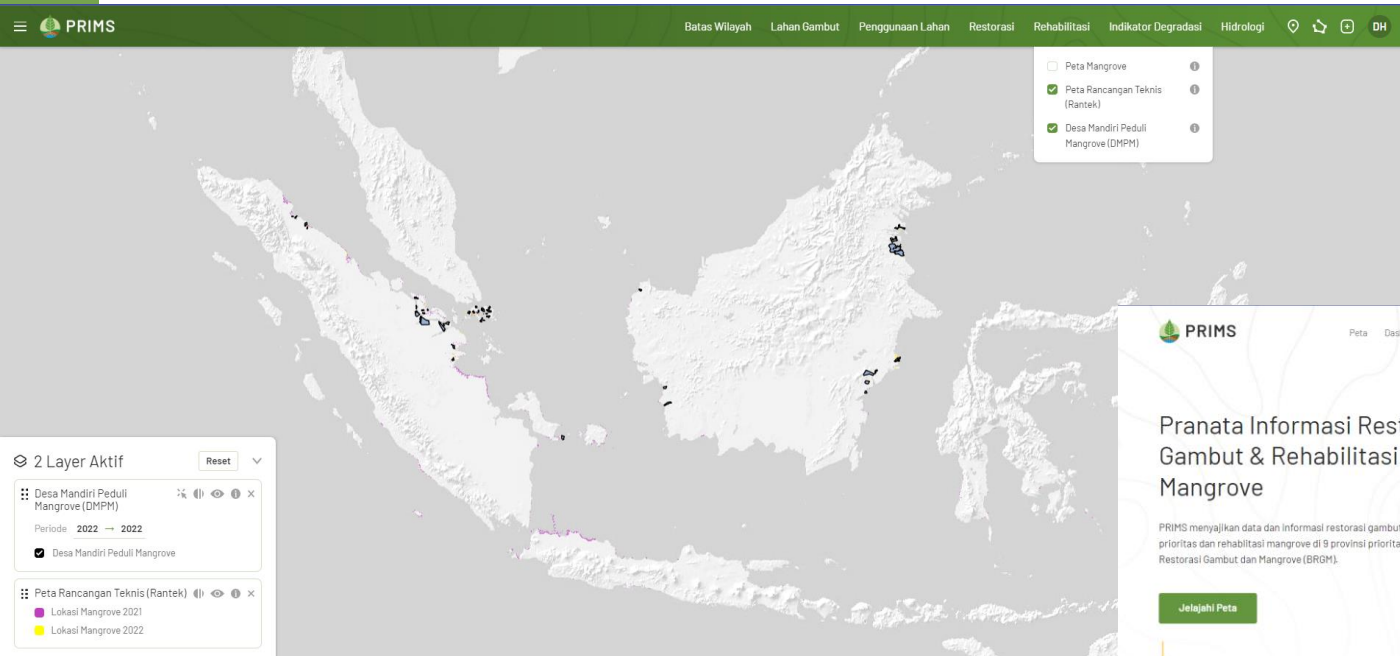 PRIMS
Batas Wilayah
Lahan Gambut
Penggunaan Lahan
Restorasi
Rehabilitasi
Indikator Degradasi
Hidrologi
DH
Peta Mangrove
Peta Rancangan Teknis
(Rantek)
Desa Mandiri Peduli
Mangrove (DMPM)
2 Layer Aktif
Reset
Desa Mandiri Peduli
Mangrove (DMPM)
Periode 2022 → 2022
Desa Mandiri Peduli Mangrove
Peta Rancangan Teknis (Rantek)
Lokasi Mangrove 2021
Lokasi Mangrove 2022
PRIMS
Peta Das
Pranata Informasi Rest
Gambut & Rehabilitasi
Mangrove
PRIMS menyajikan data dan informasi restorasi gambut
prioritas dan rehablitasi mangrove di 9 provinsi priorita
Restorasi Gambut dan Mangrove (BRGM).
Jelajahi Peta